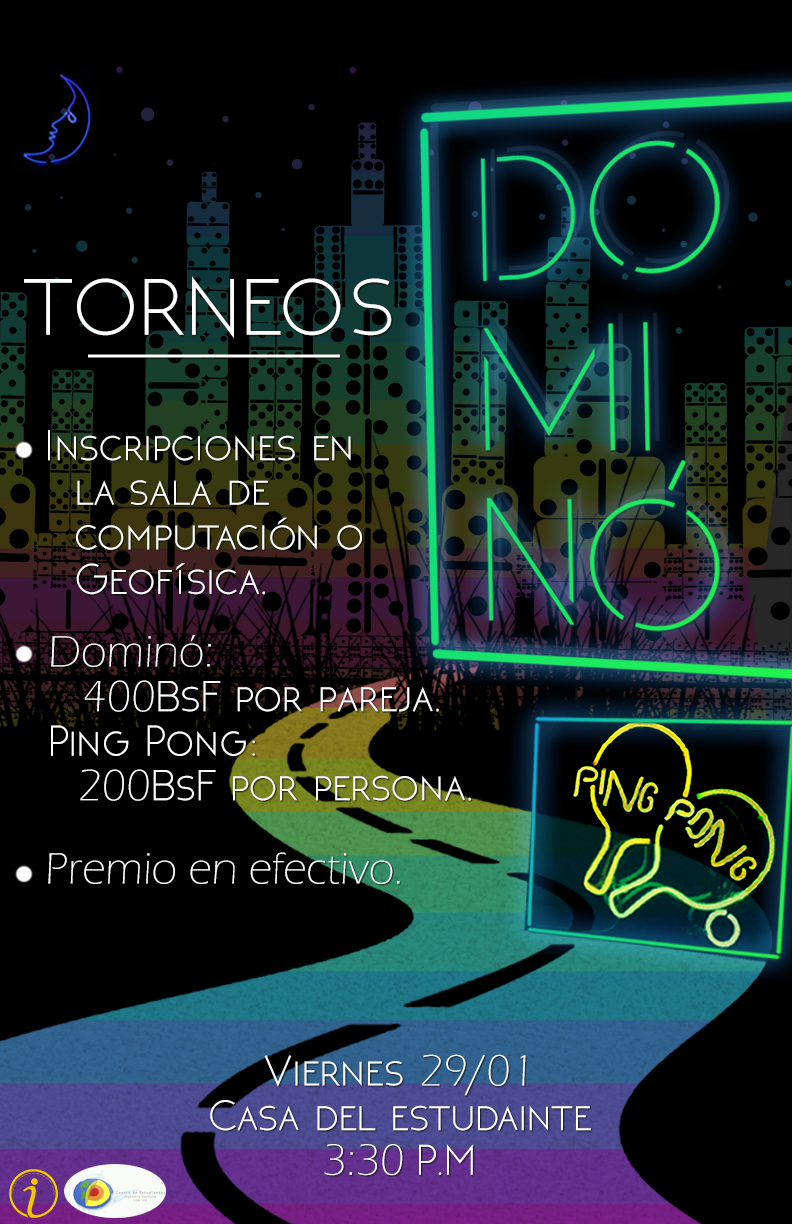 TORNEOS
DO
MI
NÓ
INSCRIPCIONES EN
LA SALA DE
COMPUTACIÓN O
GEOFÍSICA.
Dominó:
400BSF POR PAREJA.
PING PONG:
200BSF POR PERSONA.
Premio en efectivo.
PING PONG
VIERNES 29/01
CASA DEL ESTUDAINTE
3:30 P.M
i